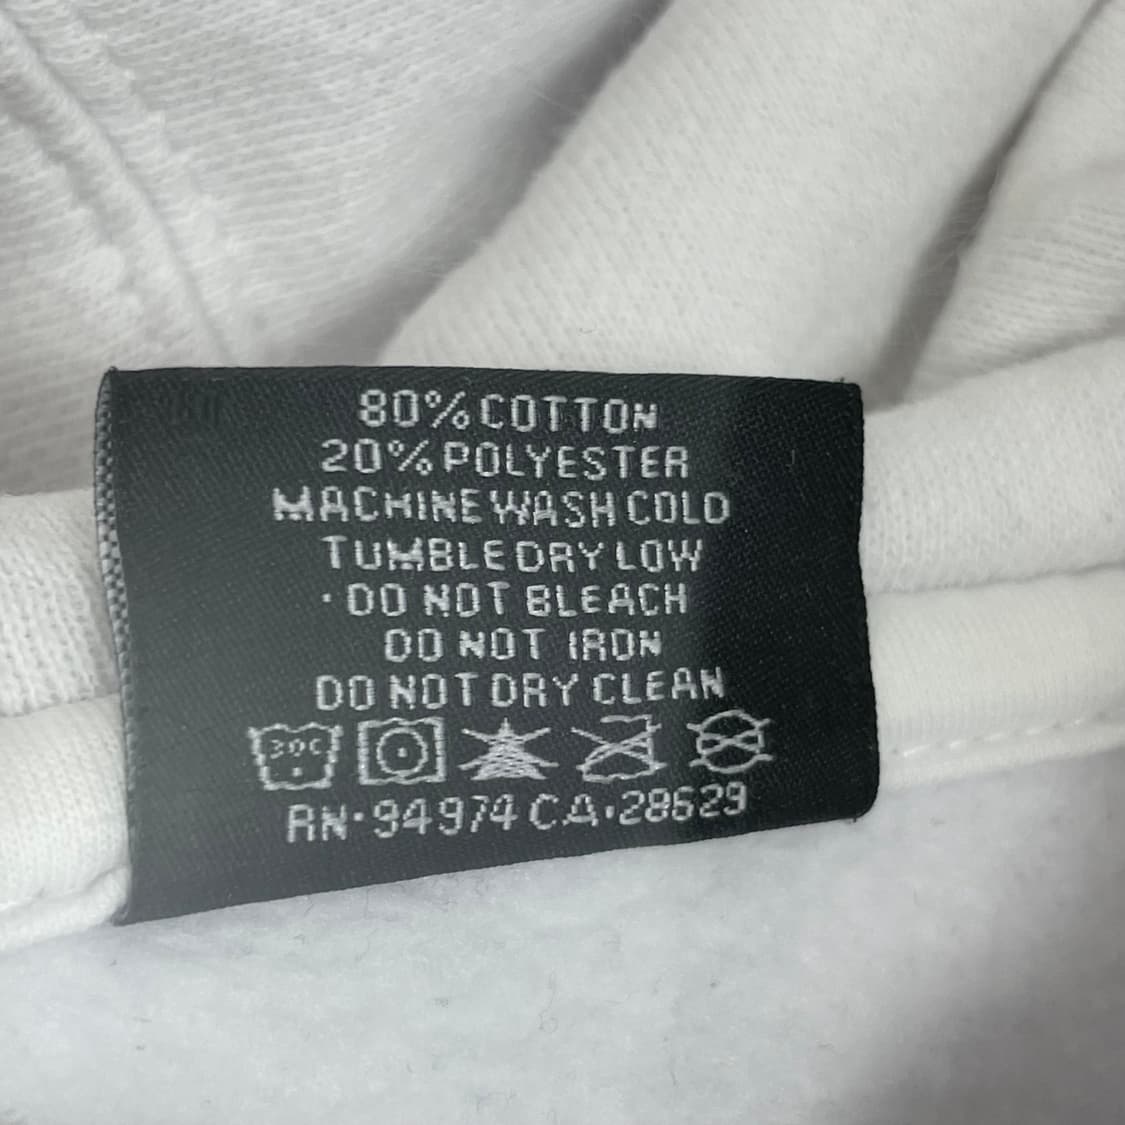 80% COTTON
20% POLYESTER
MACHINE WASH COLD
TUMBLE DRY LOW
· DO NOT BLEACH
DO NOT IRON
DO NOT DRY CLEAN
30C
RN·94974 CA·28629